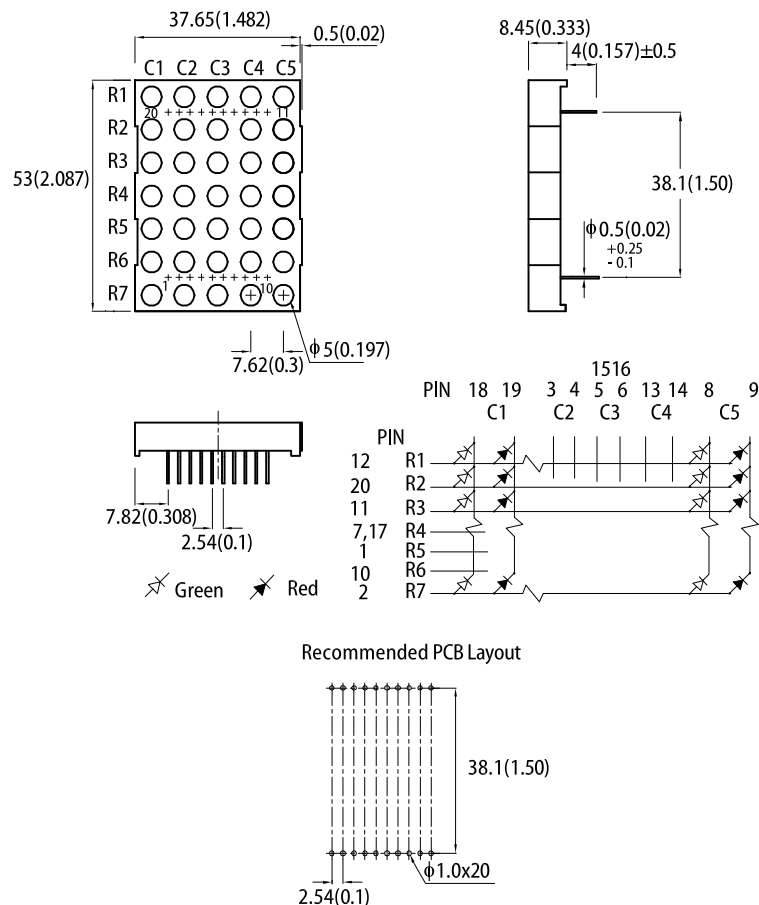 37.65(1.482)
0.5(0.02)
C1 C2 C3 C4 C5
R1
20 11
R2
R3
53(2.087)
R4
R5
R6
1 10
R7
ϕ5(0.197)
7.62(0.3)
8.45(0.333)
4(0.157)±0.5
38.1(1.50)
ϕ0.5(0.02)
+0.25
- 0.1
7.82(0.308)
2.54(0.1)
Green
Red
1516
PIN 18 19 3 4 5 6 13 14 8 9
C1 C2 C3 C4 C5
PIN
12 R1
20 R2
11 R3
7,17 R4
1 R5
10 R6
2 R7
Recommended PCB Layout
38.1(1.50)
ϕ1.0x20
2.54(0.1)